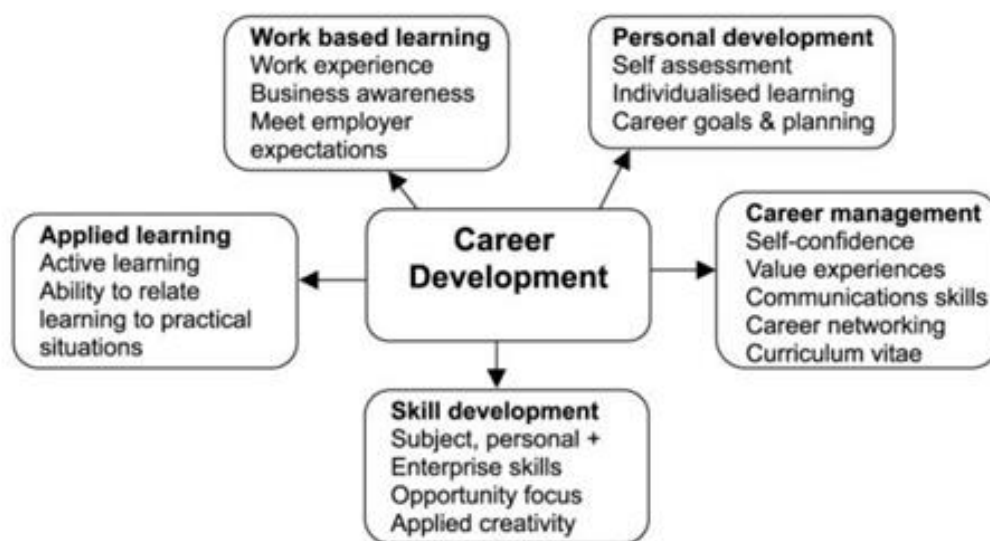 Work based learning
Work experience
Business awareness
Meet employer
expectations
Personal development
Self assessment
Individualised learning
Career goals & planning
Applied learning
Active learning
Ability to relate
learning to practical
situations
Career
Development
Career management
Self-confidence
Value experiences
Communications skills
Career networking
Curriculum vitae
Skill development
Subject, personal +
Enterprise skills
Opportunity focus
Applied creativity